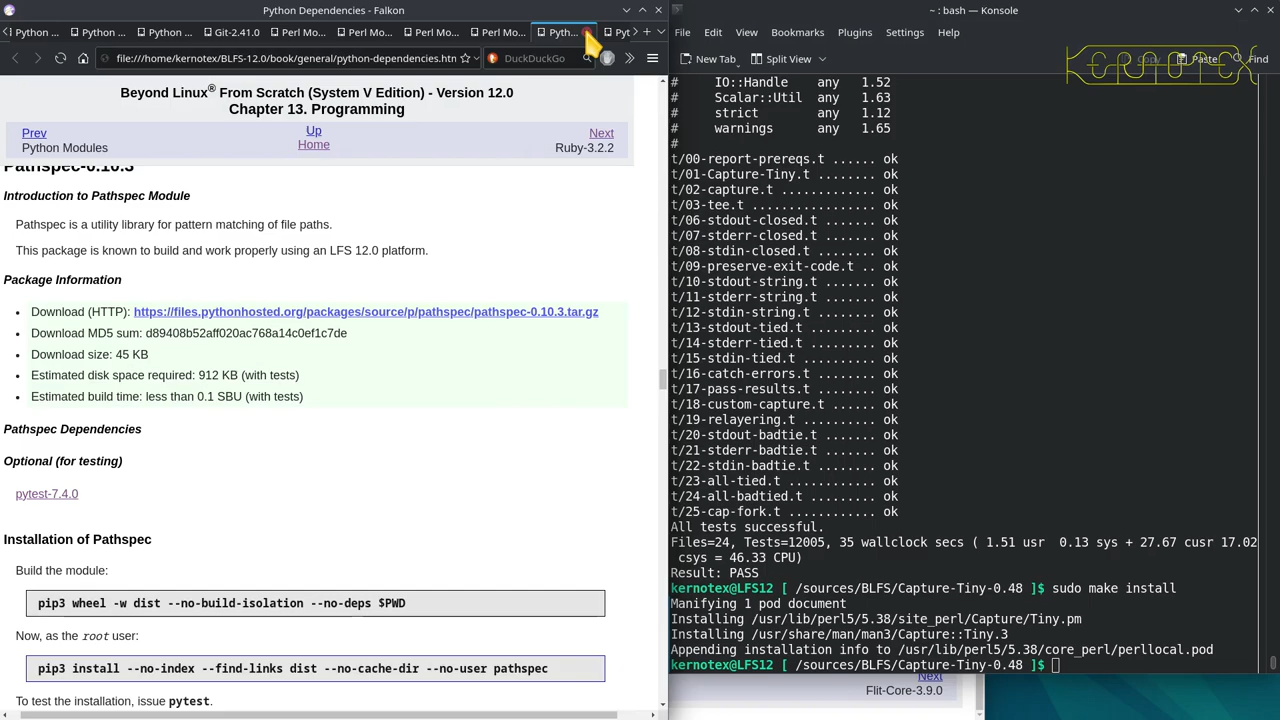 Python Dependencies - Falkon
Python ...
Python ...
Python ...
Git-2.41.0
Perl Mo...
Perl Mo...
Perl Mo...
Perl Mo...
Pyth...
Pyt
file:///home/kernotex/BLFS-12.0/book/general/python-dependencies.htn
DuckDuckGo
Beyond Linux® From Scratch (System V Edition) - Version 12.0
Chapter 13. Programming
Prev
Up
Next
Python Modules
Home
Ruby-3.2.2
Pathspec-0.10.3
Introduction to Pathspec Module
Pathspec is a utility library for pattern matching of file paths.
This package is known to build and work properly using an LFS 12.0 platform.
Package Information
• Download (HTTP): https://files.pythonhosted.org/packages/source/p/pathspec/pathspec-0.10.3.tar.gz
• Download MD5 sum: d89408b52aff020ac768a14c0ef1c7de
• Download size: 45 KB
• Estimated disk space required: 912 KB (with tests)
• Estimated build time: less than 0.1 SBU (with tests)
Pathspec Dependencies
Optional (for testing)
pytest-7.4.0
Installation of Pathspec
Build the module:
pip3 wheel -w dist --no-build-isolation --no-deps $PWD
Now, as the root user:
pip3 install --no-index --find-links dist --no-cache-dir --no-user pathspec
To test the installation, issue pytest.
~ : bash — Konsole
File Edit View Bookmarks Plugins Settings Help
New Tab Split View Copy Paste Find
KERNOTEX
# IO::Handle any 1.52
# Scalar::Util any 1.63
# strict any 1.12
# warnings any 1.65
#
t/00-report-prereqs.t ...... ok
t/01-Capture-Tiny.t ........ ok
t/02-capture.t ............. ok
t/03-tee.t ................. ok
t/06-stdout-closed.t ....... ok
t/07-stderr-closed.t ....... ok
t/08-stdin-closed.t ........ ok
t/09-preserve-exit-code.t .. ok
t/10-stdout-string.t ....... ok
t/11-stderr-string.t ....... ok
t/12-stdin-string.t ........ ok
t/13-stdout-tied.t ......... ok
t/14-stderr-tied.t ......... ok
t/15-stdin-tied.t .......... ok
t/16-catch-errors.t ........ ok
t/17-pass-results.t ........ ok
t/18-custom-capture.t ...... ok
t/19-relayering.t .......... ok
t/20-stdout-badtie.t ....... ok
t/21-stderr-badtie.t ....... ok
t/22-stdin-badtie.t ........ ok
t/23-all-tied.t ............ ok
t/24-all-badtied.t ......... ok
t/25-cap-fork.t ............ ok
All tests successful.
Files=24, Tests=12005, 35 wallclock secs ( 1.51 usr 0.13 sys + 27.67 cusr 17.02
csys = 46.33 CPU)
Result: PASS
kernotex@LFS12 [ /sources/BLFS/Capture-Tiny-0.48 ]$ sudo make install
Manifying 1 pod document
Installing /usr/lib/perl5/5.38/site_perl/Capture/Tiny.pm
Installing /usr/share/man/man3/Capture::Tiny.3
Appending installation info to /usr/lib/perl5/5.38/core_perl/perllocal.pod
kernotex@LFS12 [ /sources/BLFS/Capture-Tiny-0.48 ]$
Next
Flit-Core-3.9.0